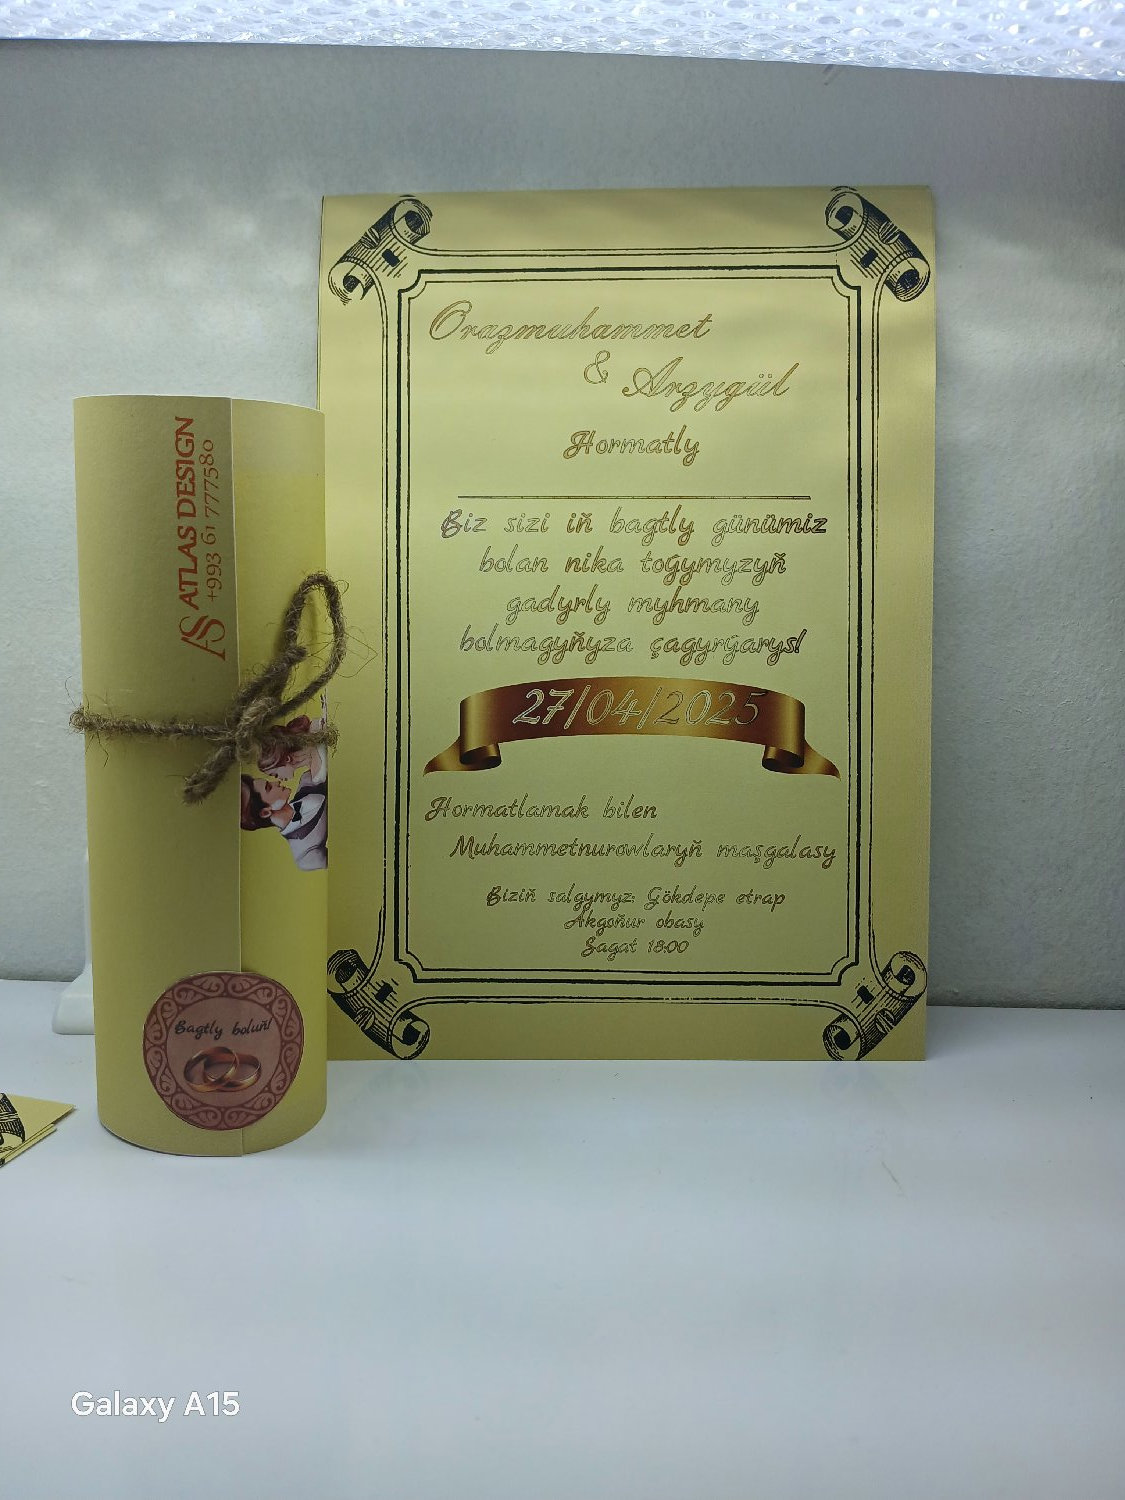 Orazmuhammet
&
Arzygül
Hormatly
Biz sizi iň bagtly günümiz
bolan nika toýymyzyň
gadyrly myhmany
bolmagyňyza çagyrýarys!
27/04/2025
Hormatlamak bilen
Muhammetnurowlaryň maşgalasy
Biziň salgymyz: Gökdepe etrap
Akgoňur obasy
Sagat 18:00
AS ATLAS DESIGN
+993 61 777580
Bagtly boluň!
Galaxy A15